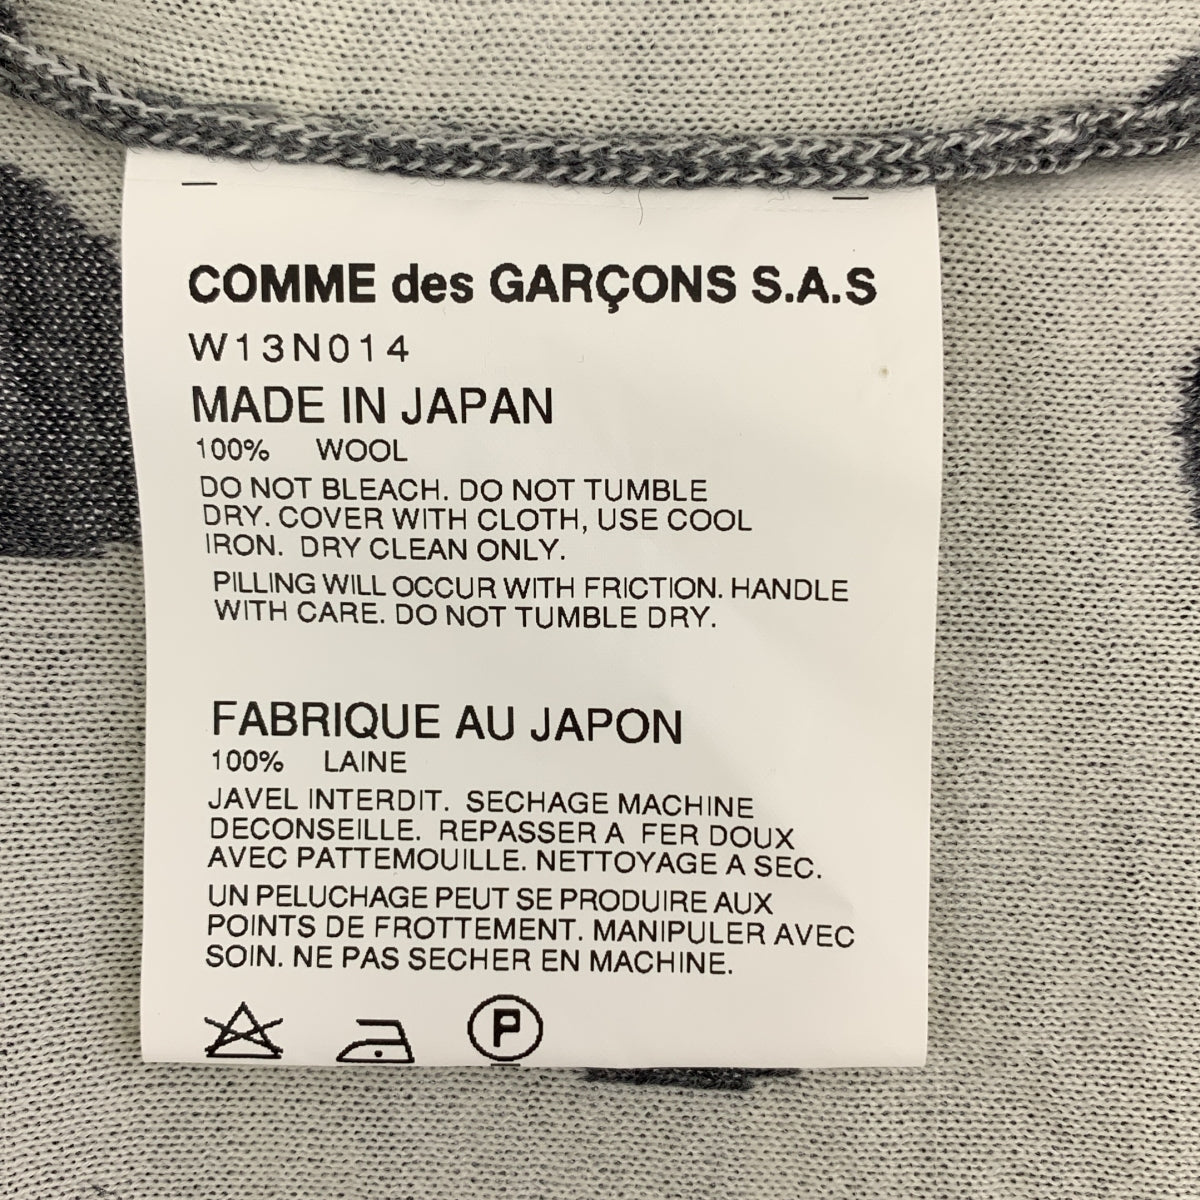 COMME des GARÇONS S.A.S
W13N014
MADE IN JAPAN
100% WOOL
DO NOT BLEACH. DO NOT TUMBLE
DRY. COVER WITH CLOTH, USE COOL
IRON. DRY CLEAN ONLY.
PILLING WILL OCCUR WITH FRICTION. HANDLE
WITH CARE. DO NOT TUMBLE DRY.
FABRIQUE AU JAPON
100% LAINE
JAVEL INTERDIT. SECHAGE MACHINE
DECONSEILLE. REPASSER A FER DOUX
AVEC PATTEMOUILLE. NETTOYAGE A SEC.
UN PELUCHAGE PEUT SE PRODUIRE AUX
POINTS DE FROTTEMENT. MANIPULER AVEC
SOIN. NE PAS SECHER EN MACHINE.
P